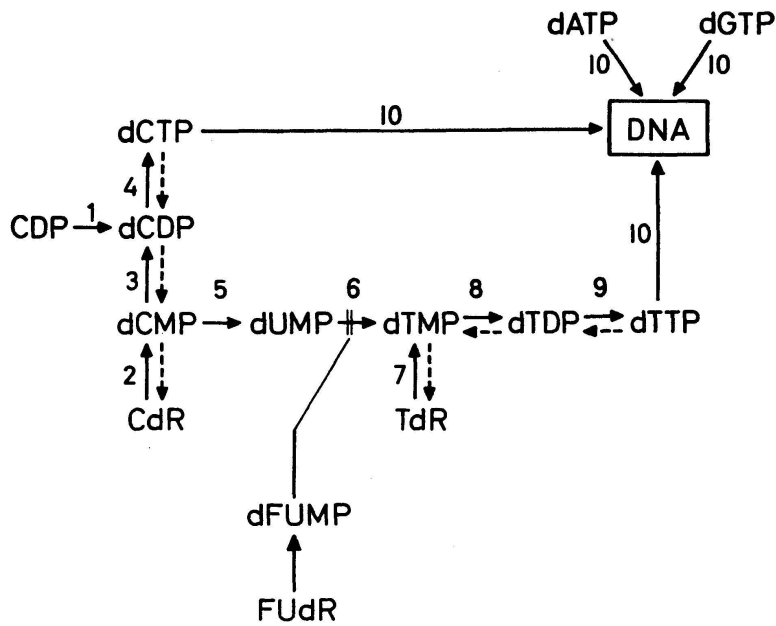 dATP dGTP
10 10
10
dCTP DNA
4
1
CDP dCDP
10
3
5 6 8 9
dCMP dUMP dTMP dTDP dTTP
2 7
CdR TdR
dFUMP
FUdR